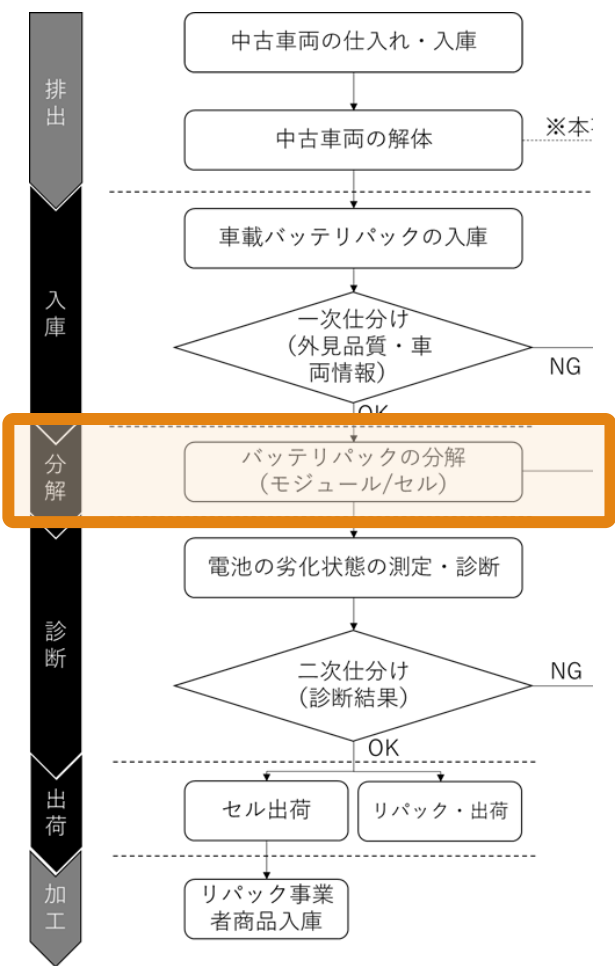 排出
中古車両の仕入れ・入庫
中古車両の解体
※本
入庫
車載バッテリパックの入庫
一次仕分け
(外見品質・車
両情報)
NG
OK
分解
バッテリパックの分解
(モジュール/セル)
診断
電池の劣化状態の測定・診断
二次仕分け
(診断結果)
NG
OK
出荷
セル出荷
リパック・出荷
加工
リパック事業
者商品入庫